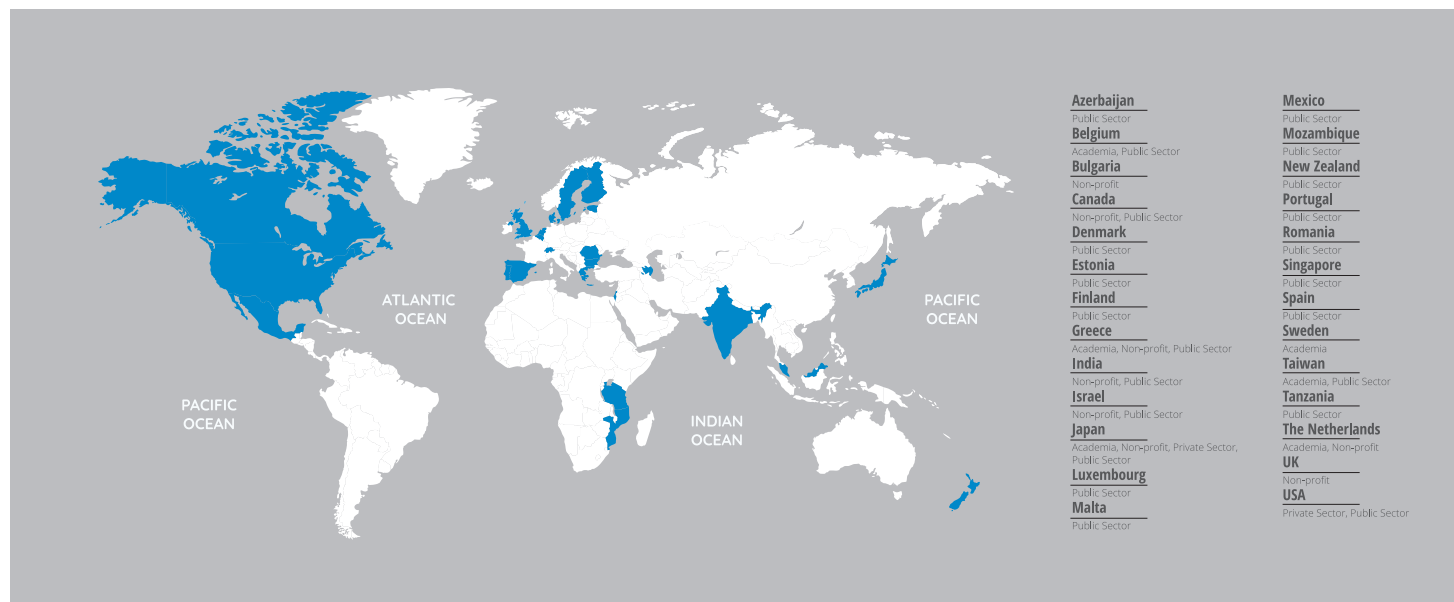 ATLANTIC
OCEAN
PACIFIC
OCEAN
PACIFIC
OCEAN
INDIAN
OCEAN
Azerbaijan
Public Sector
Belgium
Academia, Public Sector
Bulgaria
Non-profit
Canada
Non-profit, Public Sector
Denmark
Public Sector
Estonia
Public Sector
Finland
Public Sector
Greece
Academia, Non-profit, Public Sector
India
Non-profit, Public Sector
Israel
Non-profit, Public Sector
Japan
Academia, Non-profit, Private Sector,
Public Sector
Luxembourg
Public Sector
Malta
Public Sector
Mexico
Public Sector
Mozambique
Public Sector
New Zealand
Public Sector
Portugal
Public Sector
Romania
Public Sector
Singapore
Public Sector
Spain
Public Sector
Sweden
Academia
Taiwan
Academia, Public Sector
Tanzania
Public Sector
The Netherlands
Academia, Non-profit
UK
Non-profit
USA
Private Sector, Public Sector